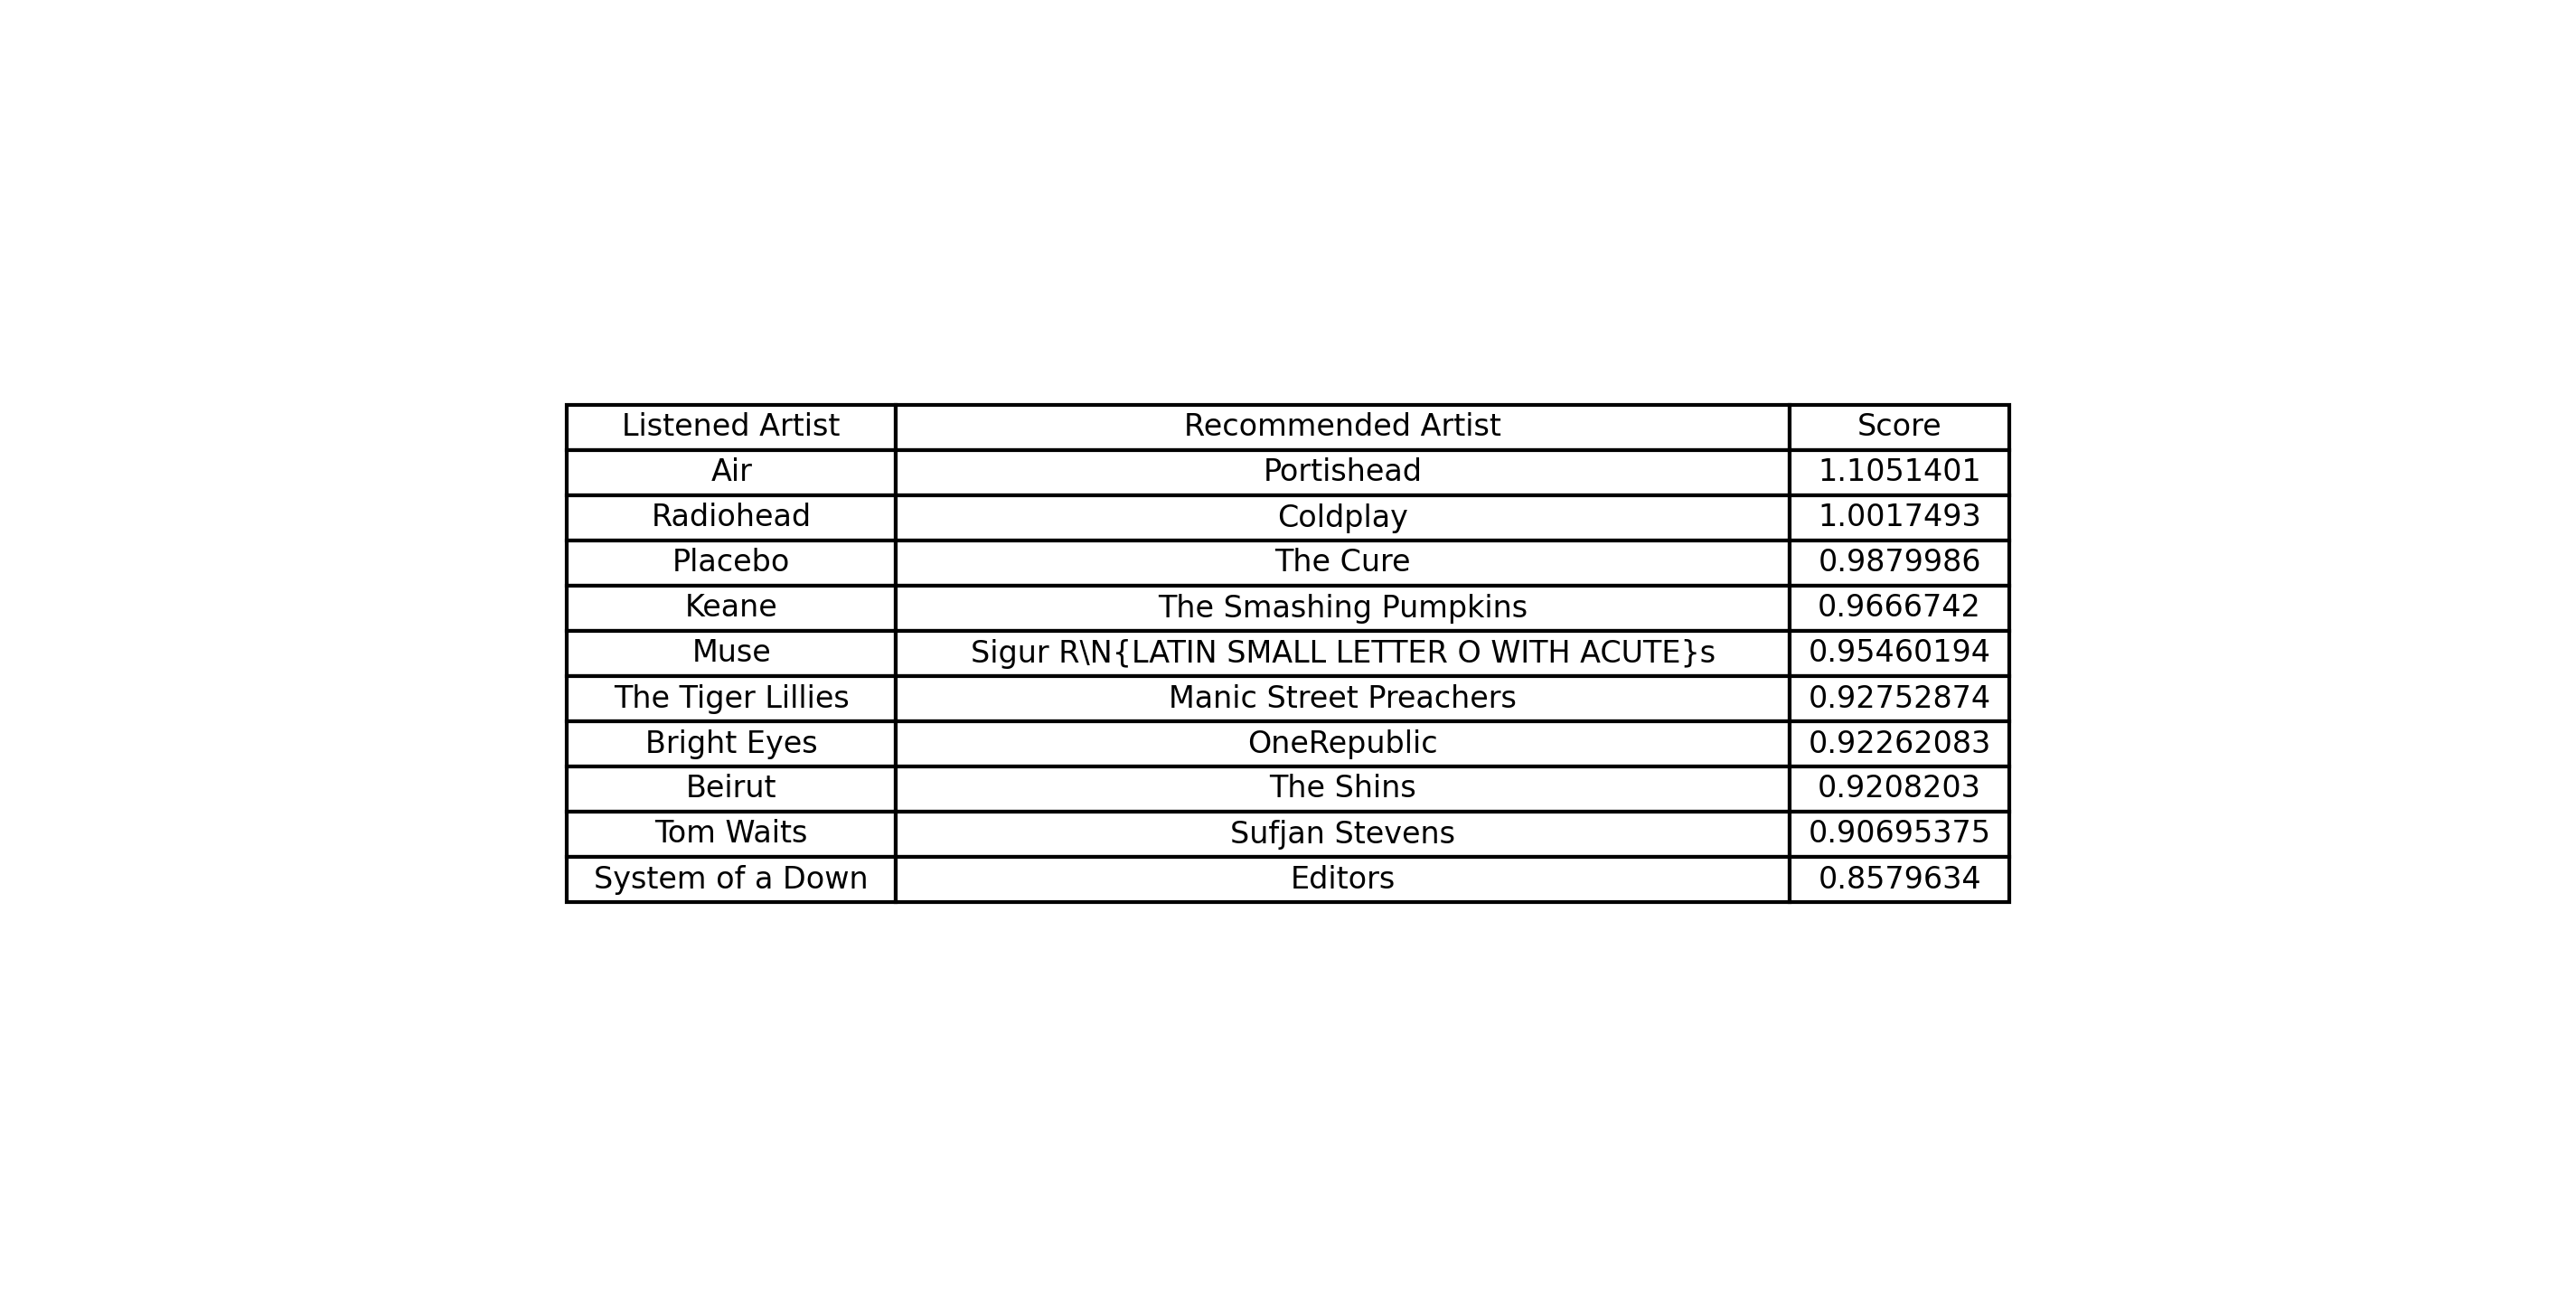 Listened Artist Recommended Artist Score
Air Portishead 1.1051401
Radiohead Coldplay 1.0017493
Placebo The Cure 0.9879986
Keane The Smashing Pumpkins 0.9666742
Muse Sigur R\N{LATIN SMALL LETTER O WITH ACUTE}s 0.95460194
The Tiger Lillies Manic Street Preachers 0.92752874
Bright Eyes OneRepublic 0.92262083
Beirut The Shins 0.9208203
Tom Waits Sufjan Stevens 0.90695375
System of a Down Editors 0.8579634